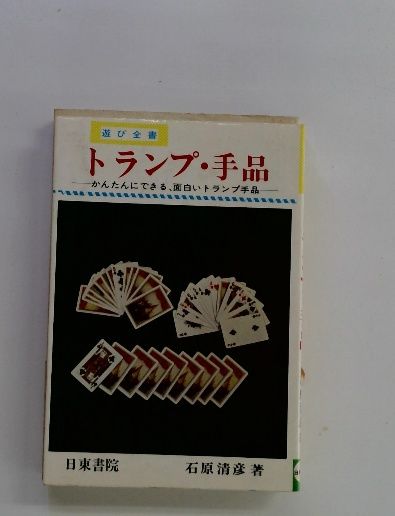 遊び全書
トランプ・手品
かんたんにできる、面白いトランプ手品
日東書院
石原清彦著